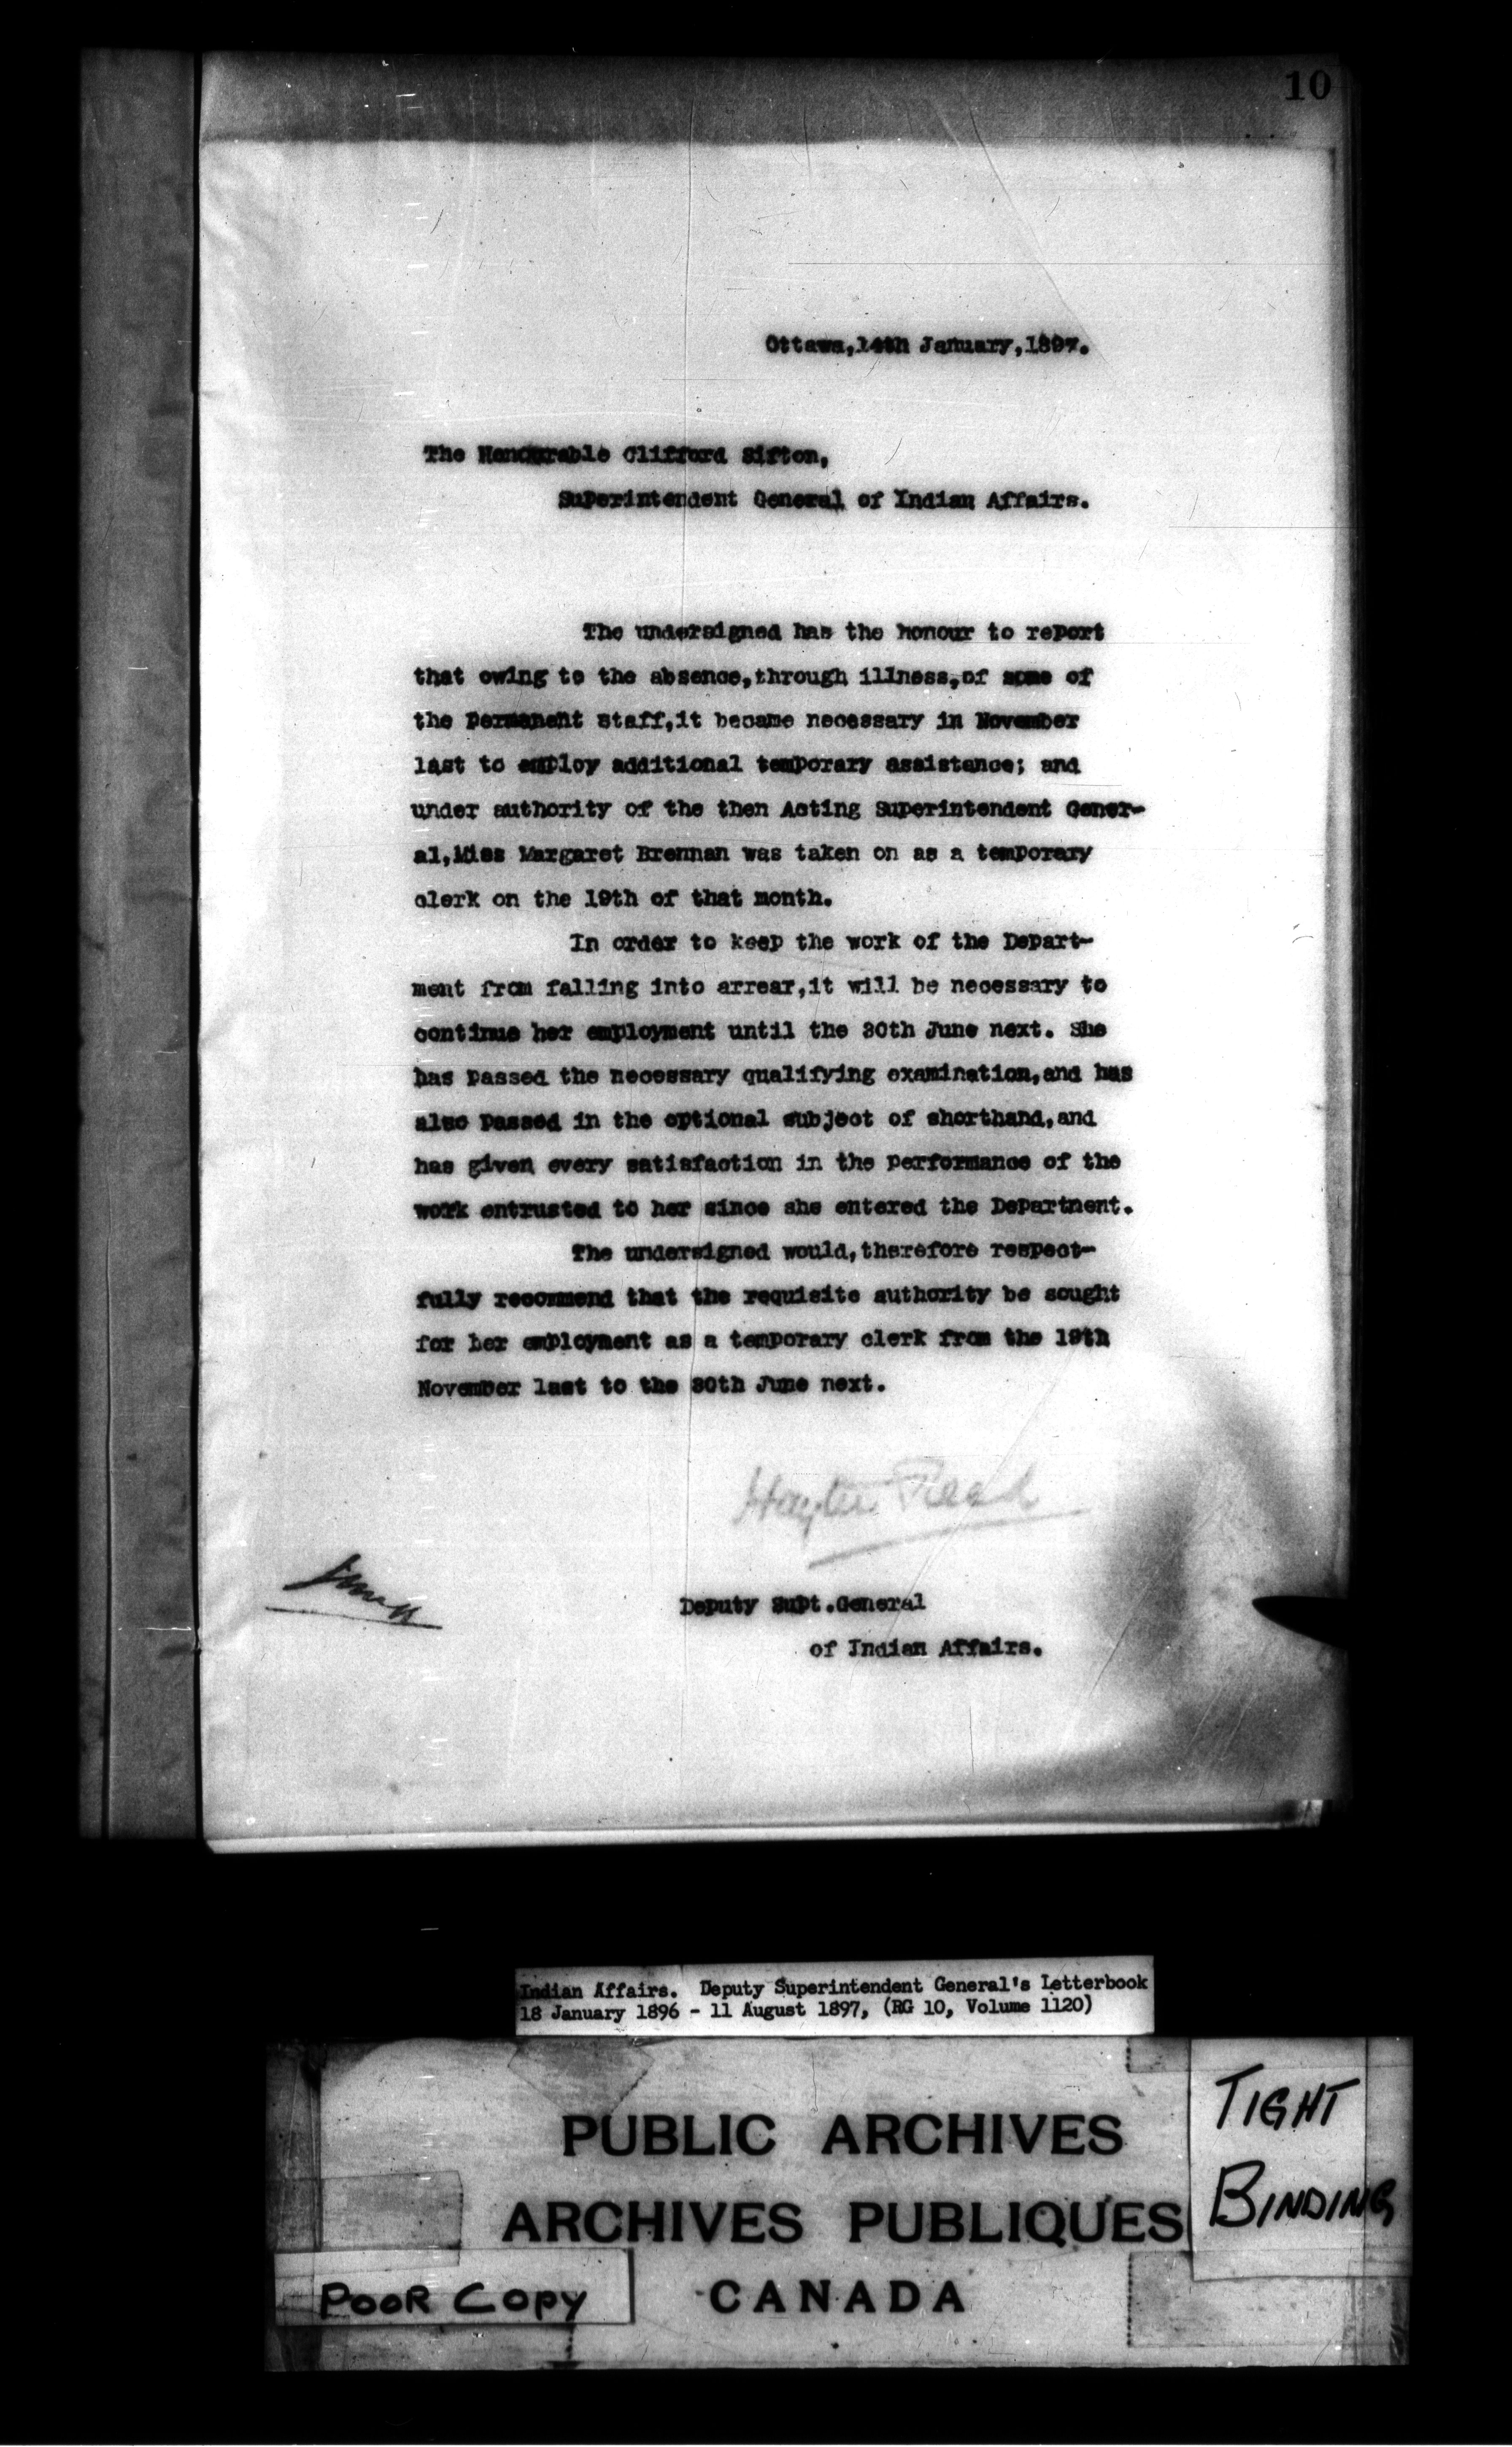 10
Ottawa,14th January,1897.
The Honourable Clifford Sifton,
Superintendent General of Indian Affairs.
The undersigned has the honour to report
that owing to the absence,through illness,of some of
the permanent staff,it became necessary in November
last to employ additional temporary assistance; and
under authority of the then Acting Superintendent Gener-
al,Miss Margaret Brennan was taken on as a temporary
clerk on the 19th of that month.
In order to keep the work of the Depart-
ment from falling into arrear,it will be necessary to
continue her employment until the 30th June next. She
has passed the necessary qualifying examination,and has
also passed in the optional subject of shorthand,and
has given every satisfaction in the performance of the
work entrusted to her since she entered the Department.
The undersigned would,therefore respect-
fully recommend that the requisite authority be sought
for her employment as a temporary clerk from the 19th
November last to the 30th June next.
Hayter Reed
Deputy Supt.General
of Indian Affairs.
Indian Affairs. Deputy Superintendent General's Letterbook
18 January 1896 - 11 August 1897, (RG 10, Volume 1120)
PUBLIC ARCHIVES
ARCHIVES PUBLIQUES
CANADA
TIGHT
BINDING
POOR COPY